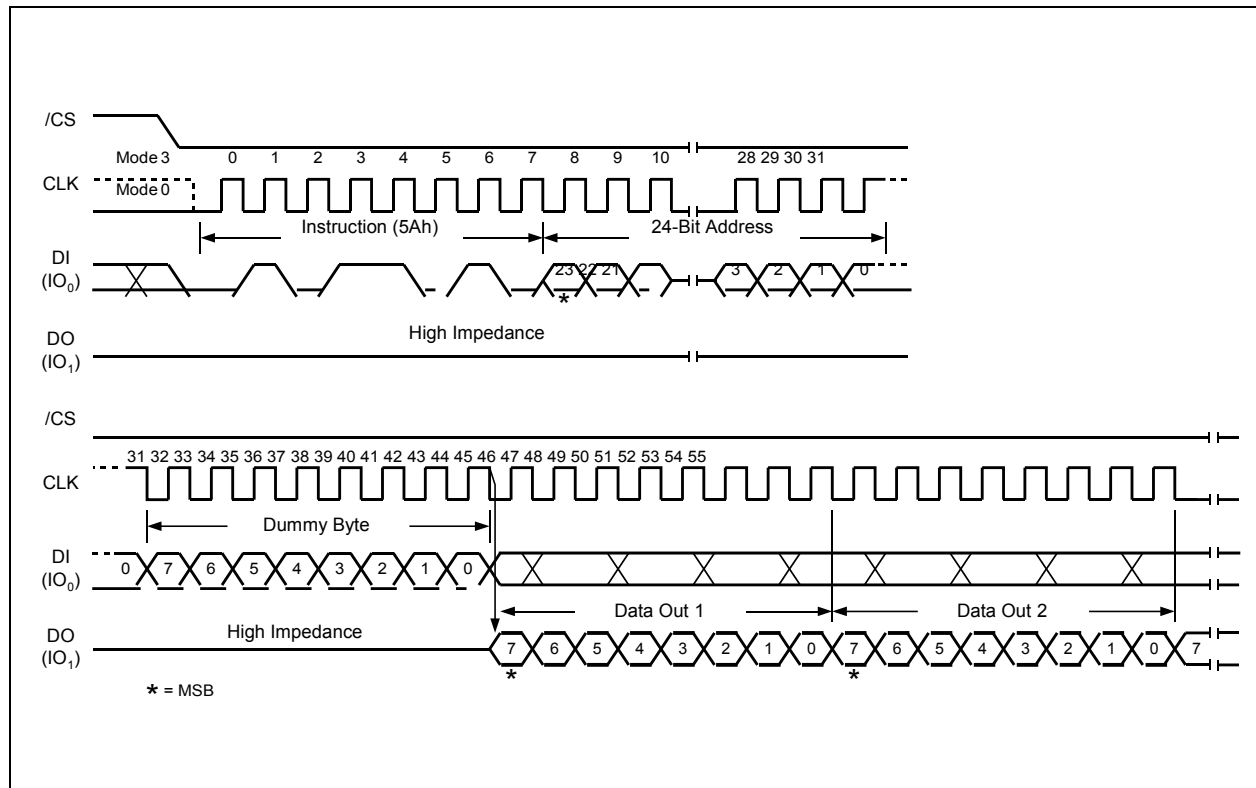 /CS
Mode 3 0 1 2 3 4 5 6 7 8 9 10 28 29 30 31
CLK Mode 0
Instruction (5Ah) 24-Bit Address
DI
(IO0) 23 22 21 3 2 1 0
*
High Impedance
DO
(IO1)
/CS
31 32 33 34 35 36 37 38 39 40 41 42 43 44 45 46 47 48 49 50 51 52 53 54 55
CLK
Dummy Byte
DI
(IO0) 0 7 6 5 4 3 2 1 0
Data Out 1 Data Out 2
High Impedance
DO
(IO1) 7 6 5 4 3 2 1 0 7 6 5 4 3 2 1 0 7
* *
* = MSB